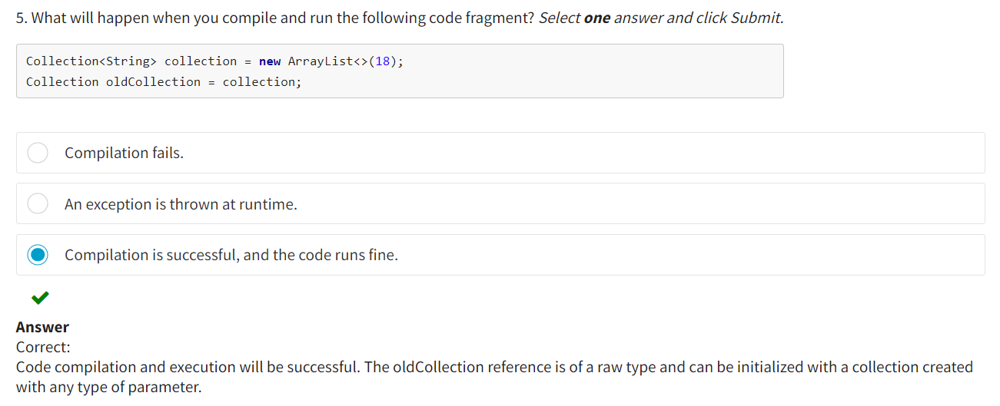 5. What will happen when you compile and run the following code fragment? Select one answer and click Submit.
Collection<String> collection = new ArrayList<>(18);
Collection oldCollection = collection;
Compilation fails.
An exception is thrown at runtime.
Compilation is successful, and the code runs fine.
Answer
Correct:
Code compilation and execution will be successful. The oldCollection reference is of a raw type and can be initialized with a collection created
with any type of parameter.